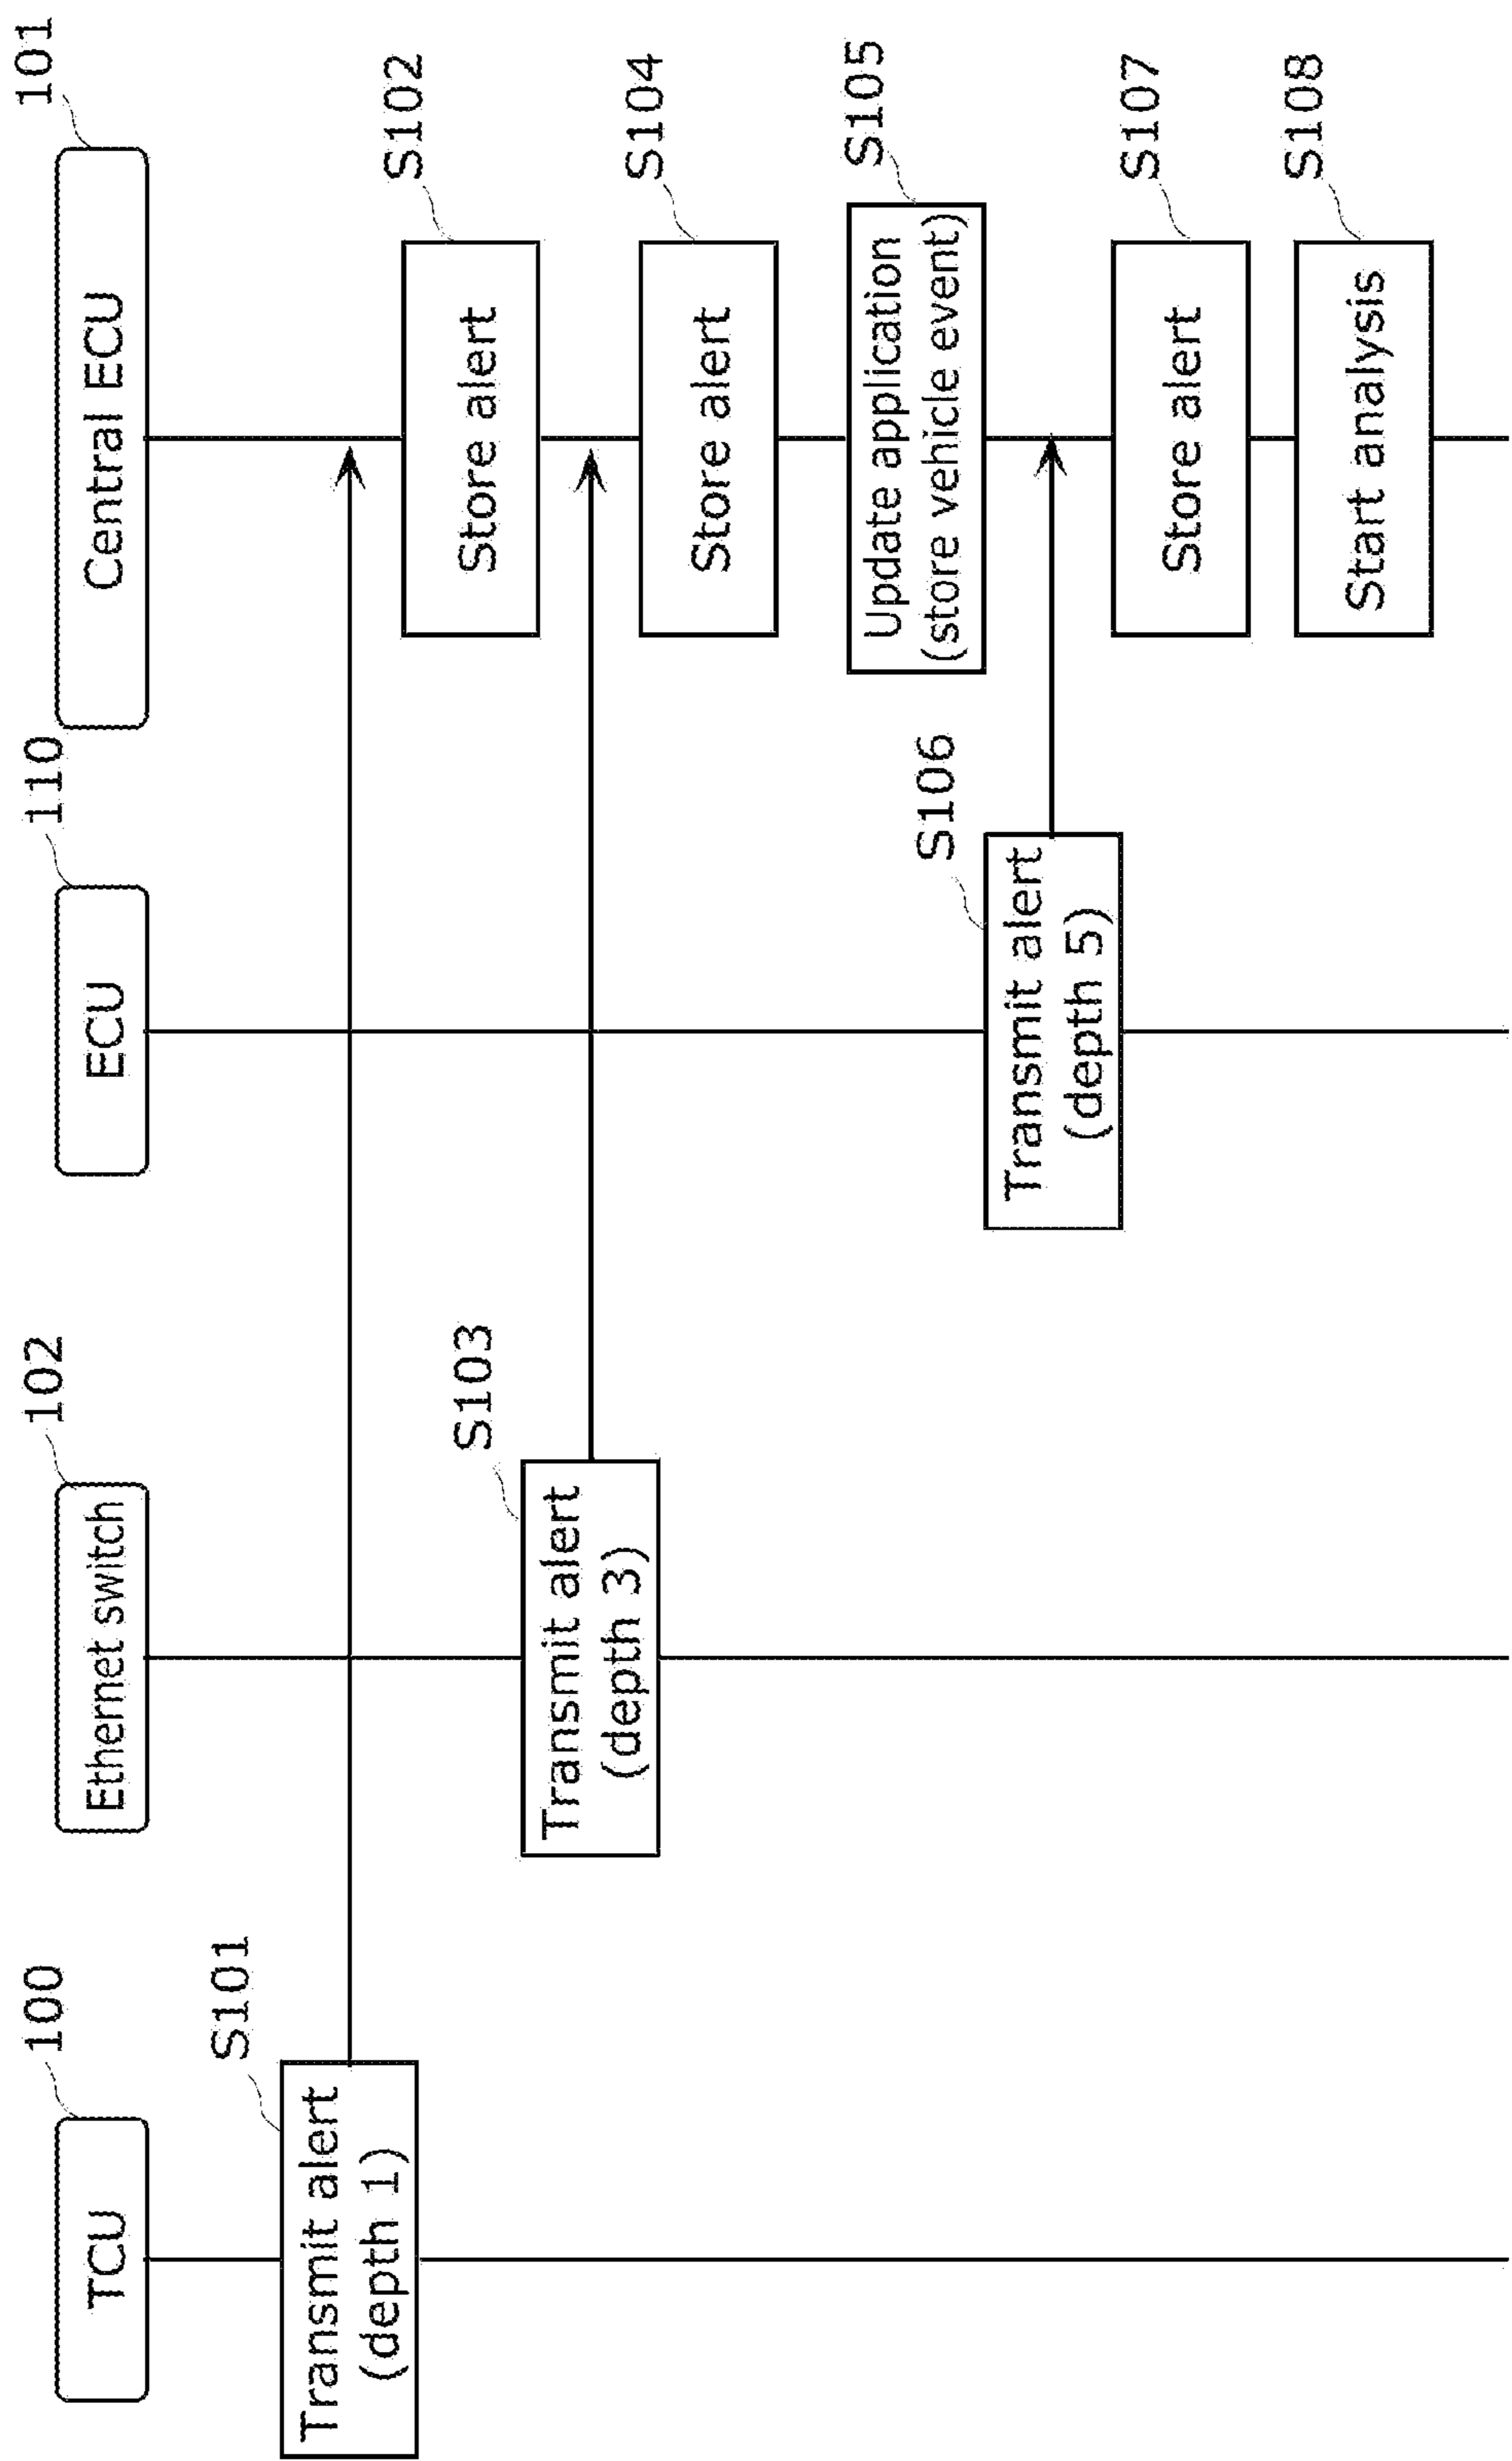 100
TCU
102
Ethernet switch
110
ECU
101
Central ECU
S101
Transmit alert
(depth 1)
S102
Store alert
S103
Transmit alert
(depth 3)
S104
Store alert
S105
Update application
(store vehicle event)
S106
Transmit alert
(depth 5)
S107
Store alert
S108
Start analysis